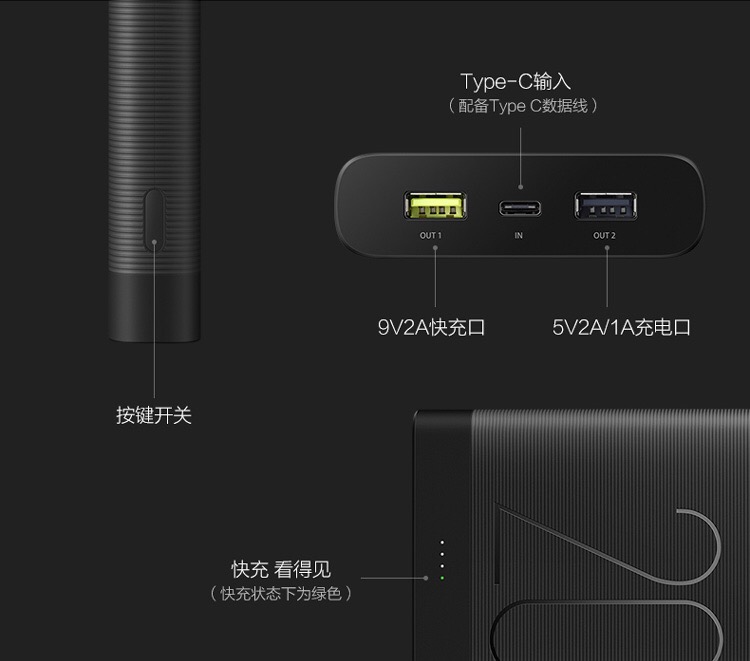 Type-C输入
（配备Type C数据线）
OUT 1
IN
OUT 2
9V2A快充口
5V2A/1A充电口
按键开关
快充 看得见
（快充状态下为绿色）